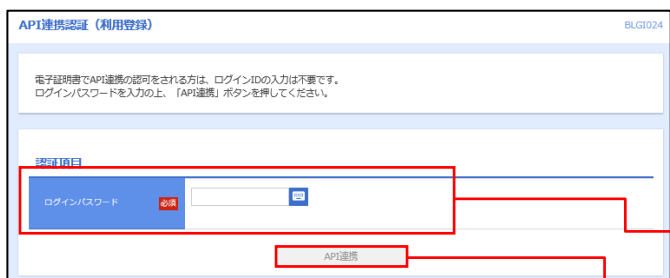 API連携認証（利用登録）
BLGI024
電子証明書でAPI連携の認可をされる方は、ログインIDの入力は不要です。
ログインパスワードを入力の上、「API連携」ボタンを押してください。
認証項目
ログインパスワード 必須
API連携